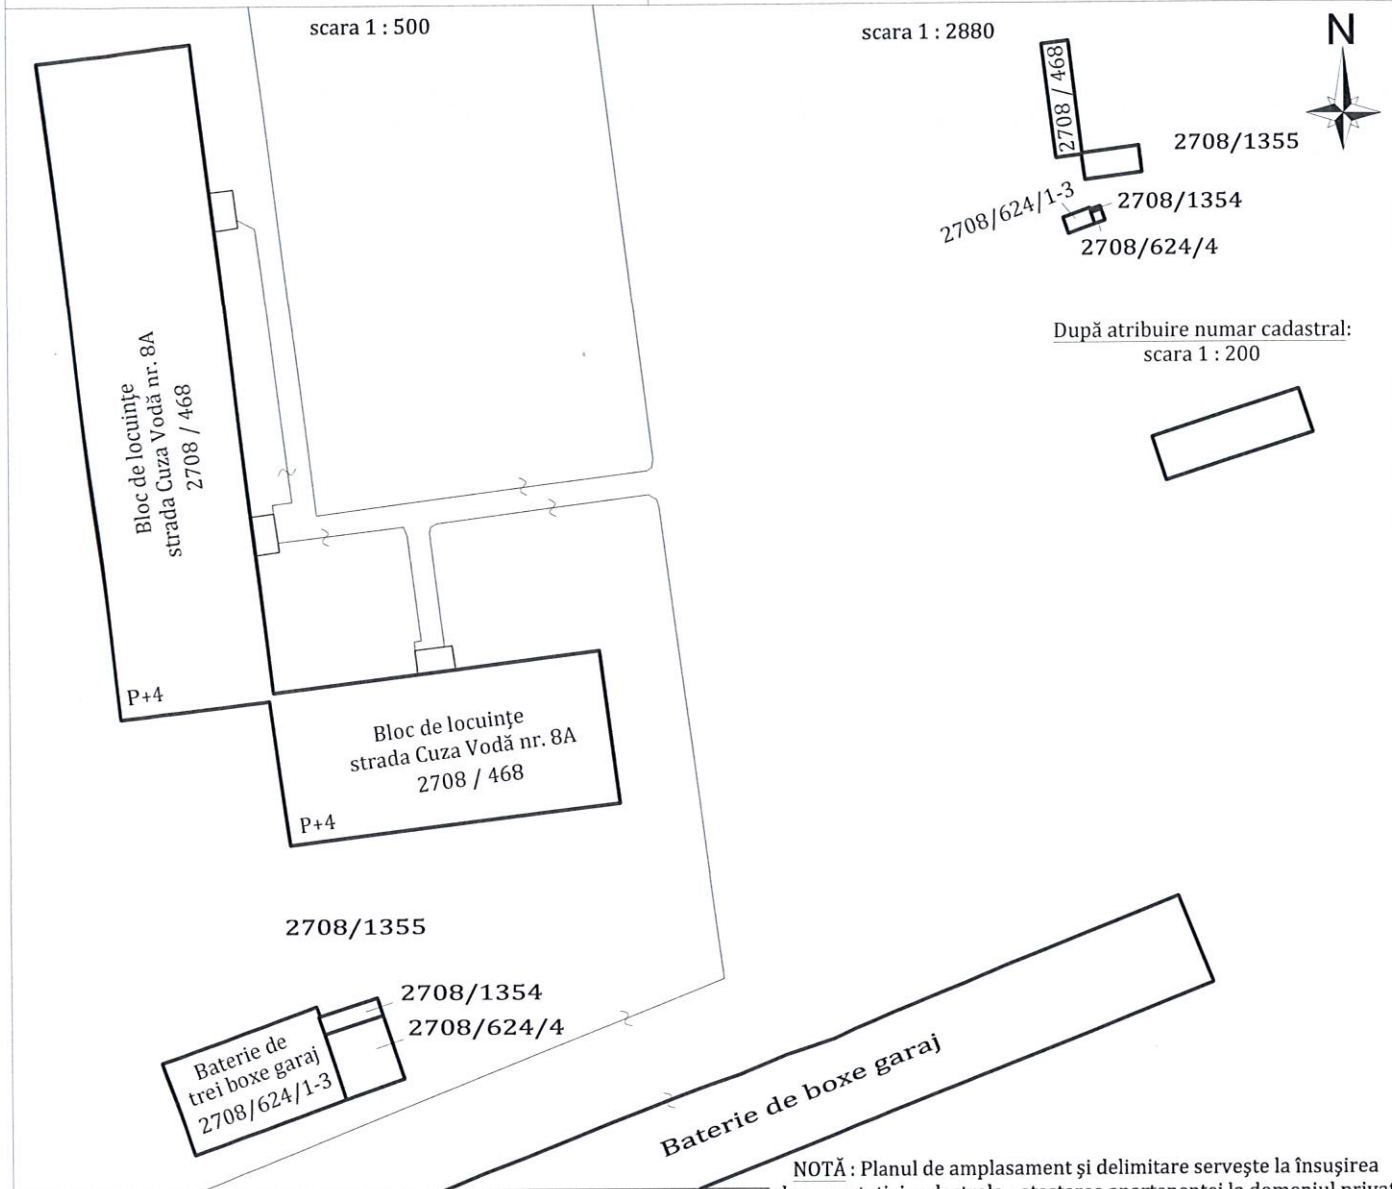 scara 1 : 500
scara 1 : 2880
N
2708 / 468
2708/1355
2708/624/1-3
2708/1354
2708/624/4
După atribuire numar cadastral:
scara 1 : 200
Bloc de locuințe
strada Cuza Vodă nr. 8A
2708 / 468
P+4
Bloc de locuințe
strada Cuza Vodă nr. 8A
2708 / 468
P+4
2708/1355
2708/1354
2708/624/4
Baterie de
trei boxe garaj
2708/624/1-3
Baterie de boxe garaj
NOTĂ : Planul de amplasament și delimitare servește la însușirea